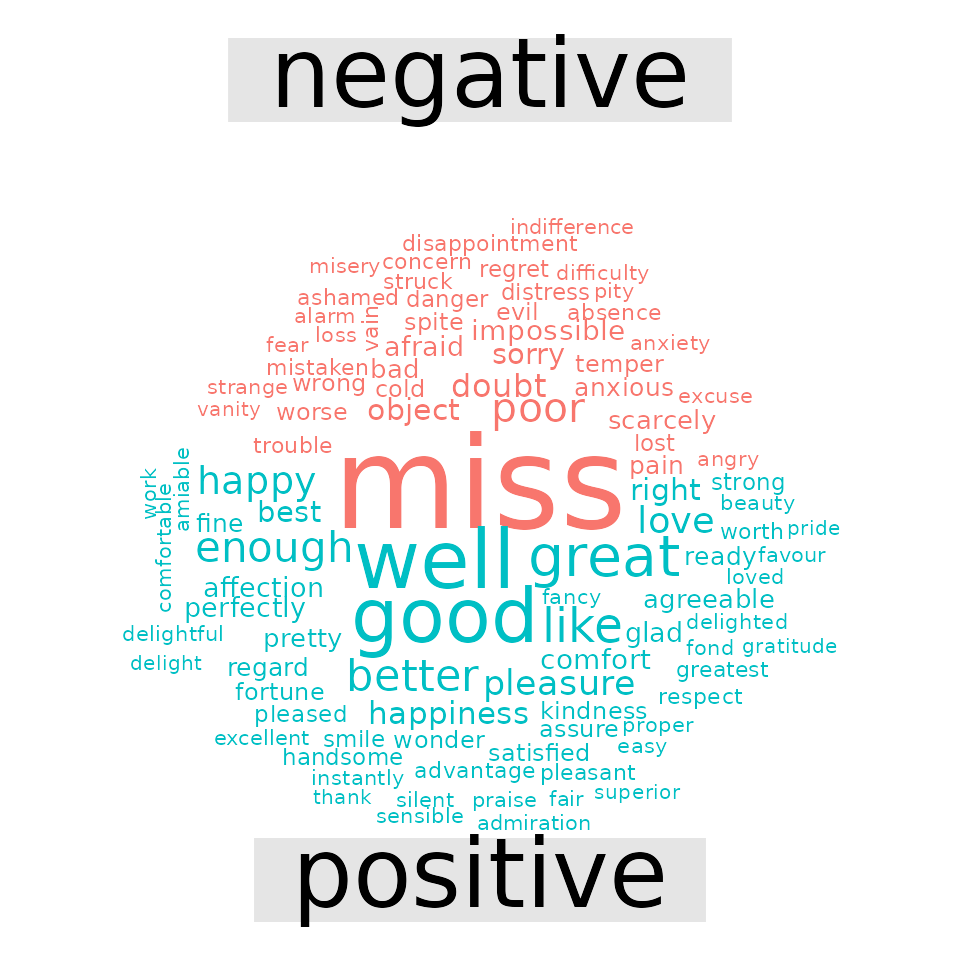 negative
indifference
disappointment
misery concern regret difficulty
struck
ashamed danger distress pity
alarm vain spite evil absence
loss impossible
fear afraid sorry anxiety
mistaken bad temper
strange wrong cold doubt anxious excuse
vanity worse object poor scarcely
trouble lost
miss pain angry
work amiable happy right strong
comfortable fine best love beauty
worth pride
enough well great ready favour
affection loved
perfectly good fancy agreeable
delightful pretty like glad delighted
delight regard comfort fond gratitude
fortune better pleasure greatest
pleased happiness kindness respect
excellent smile wonder assure proper
handsome satisfied easy
instantly advantage pleasant
thank silent praise fair superior
sensible admiration
positive